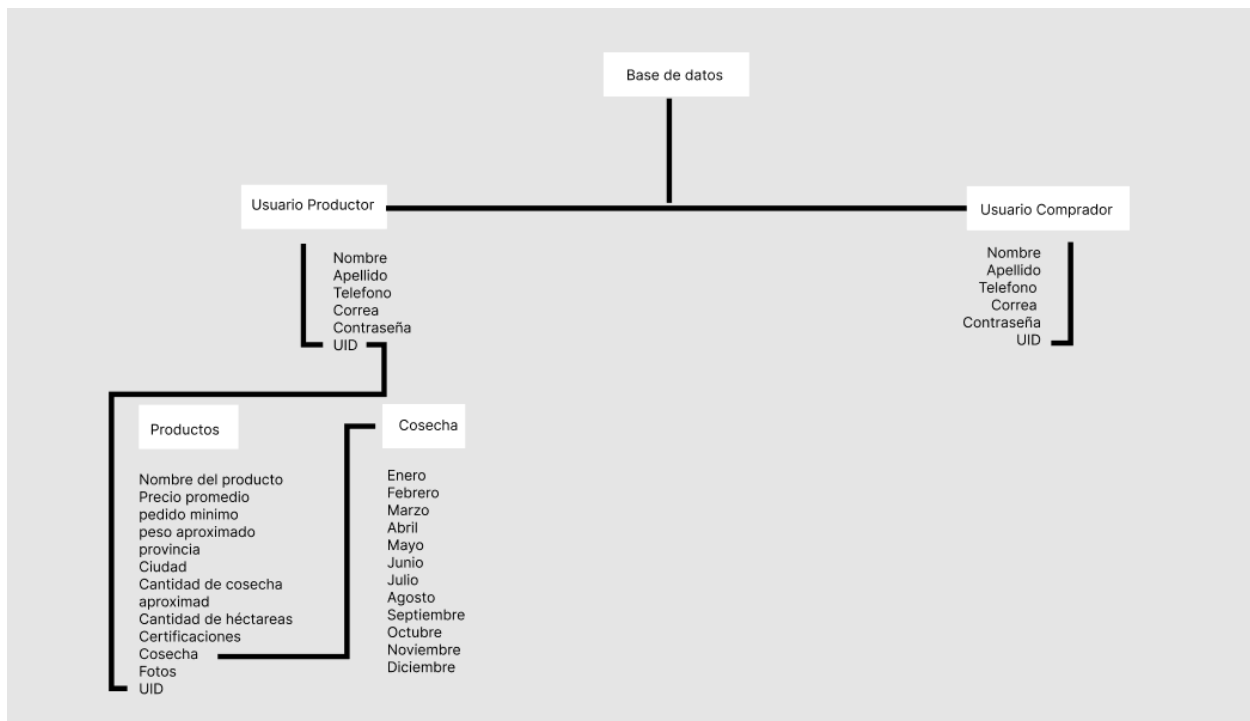 Base de datos
Usuario Productor
Usuario Comprador
Nombre
Apellido
Telefono
Correa
Contraseña
UID
Nombre
Apellido
Telefono
Correa
Contraseña
UID
Productos
Nombre del producto
Precio promedio
pedido minimo
peso aproximado
provincia
Ciudad
Cantidad de cosecha
aproximad
Cantidad de héctareas
Certificaciones
Cosecha
Fotos
UID
Cosecha
Enero
Febrero
Marzo
Abril
Mayo
Junio
Julio
Agosto
Septiembre
Octubre
Noviembre
Diciembre